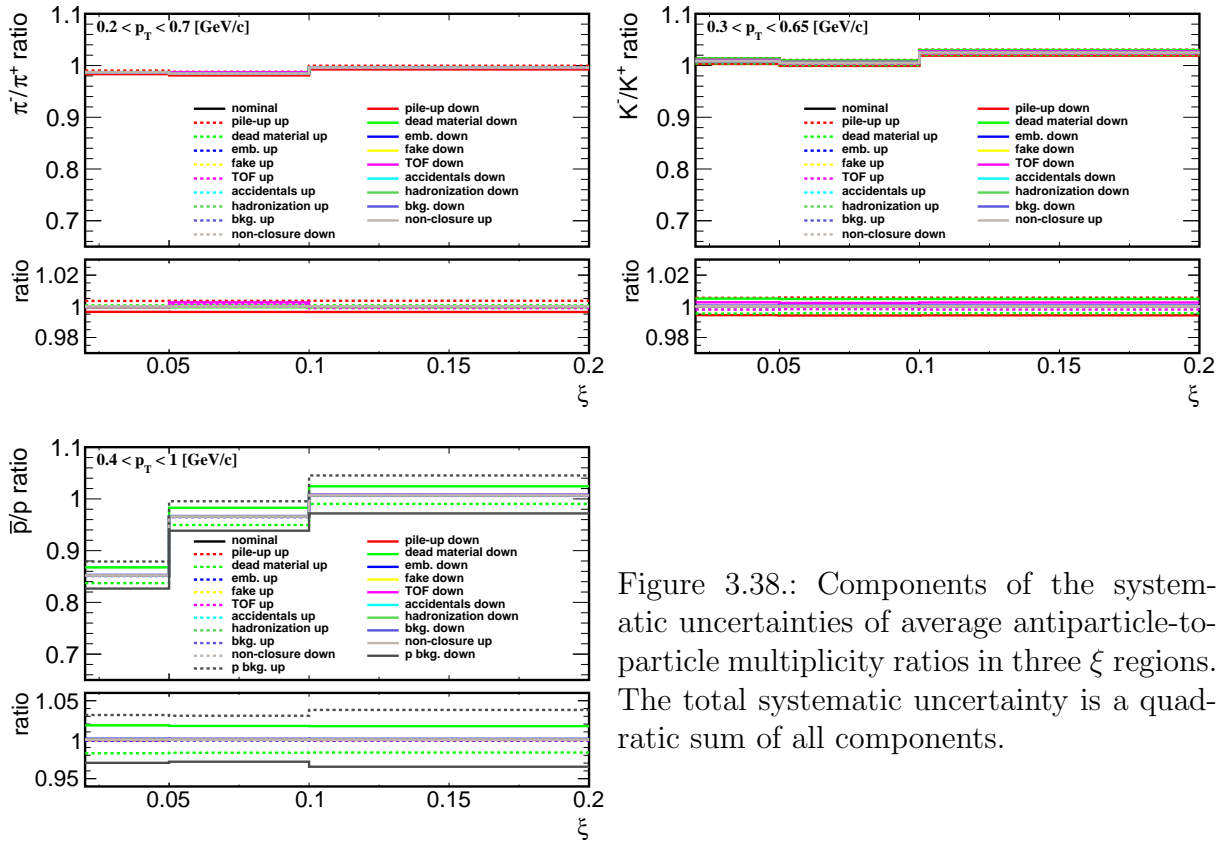 0.2 < p_T < 0.7 [GeV/c]
π⁻/π⁺ ratio
1
0.9
0.8
0.7
nominal
pile-up up
dead material up
emb. up
fake up
TOF up
accidentals up
hadronization up
bkg. up
non-closure down
pile-up down
dead material down
emb. down
fake down
TOF down
accidentals down
hadronization down
bkg. down
non-closure up
ratio
1.02
1
0.98
0.05 0.1 0.15 0.2
ξ
0.3 < p_T < 0.65 [GeV/c]
K⁻/K⁺ ratio
1.1
1
0.9
0.8
0.7
nominal
pile-up up
dead material up
emb. up
fake up
TOF up
accidentals up
hadronization up
bkg. up
non-closure down
pile-up down
dead material down
emb. down
fake down
TOF down
accidentals down
hadronization down
bkg. down
non-closure up
ratio
1.02
1
0.98
0.05 0.1 0.15 0.2
ξ
0.4 < p_T < 1 [GeV/c]
p̅/p ratio
1.1
1
0.9
0.8
0.7
nominal
pile-up up
dead material up
emb. up
fake up
TOF up
accidentals up
hadronization up
bkg. up
non-closure down
p bkg. up
pile-up down
dead material down
emb. down
fake down
TOF down
accidentals down
hadronization down
bkg. down
non-closure up
p bkg. down
ratio
1.05
1
0.95
0.05 0.1 0.15 0.2
ξ
Figure 3.38.: Components of the system-
atic uncertainties of average antiparticle-to-
particle multiplicity ratios in three ξ regions.
The total systematic uncertainty is a quad-
ratic sum of all components.